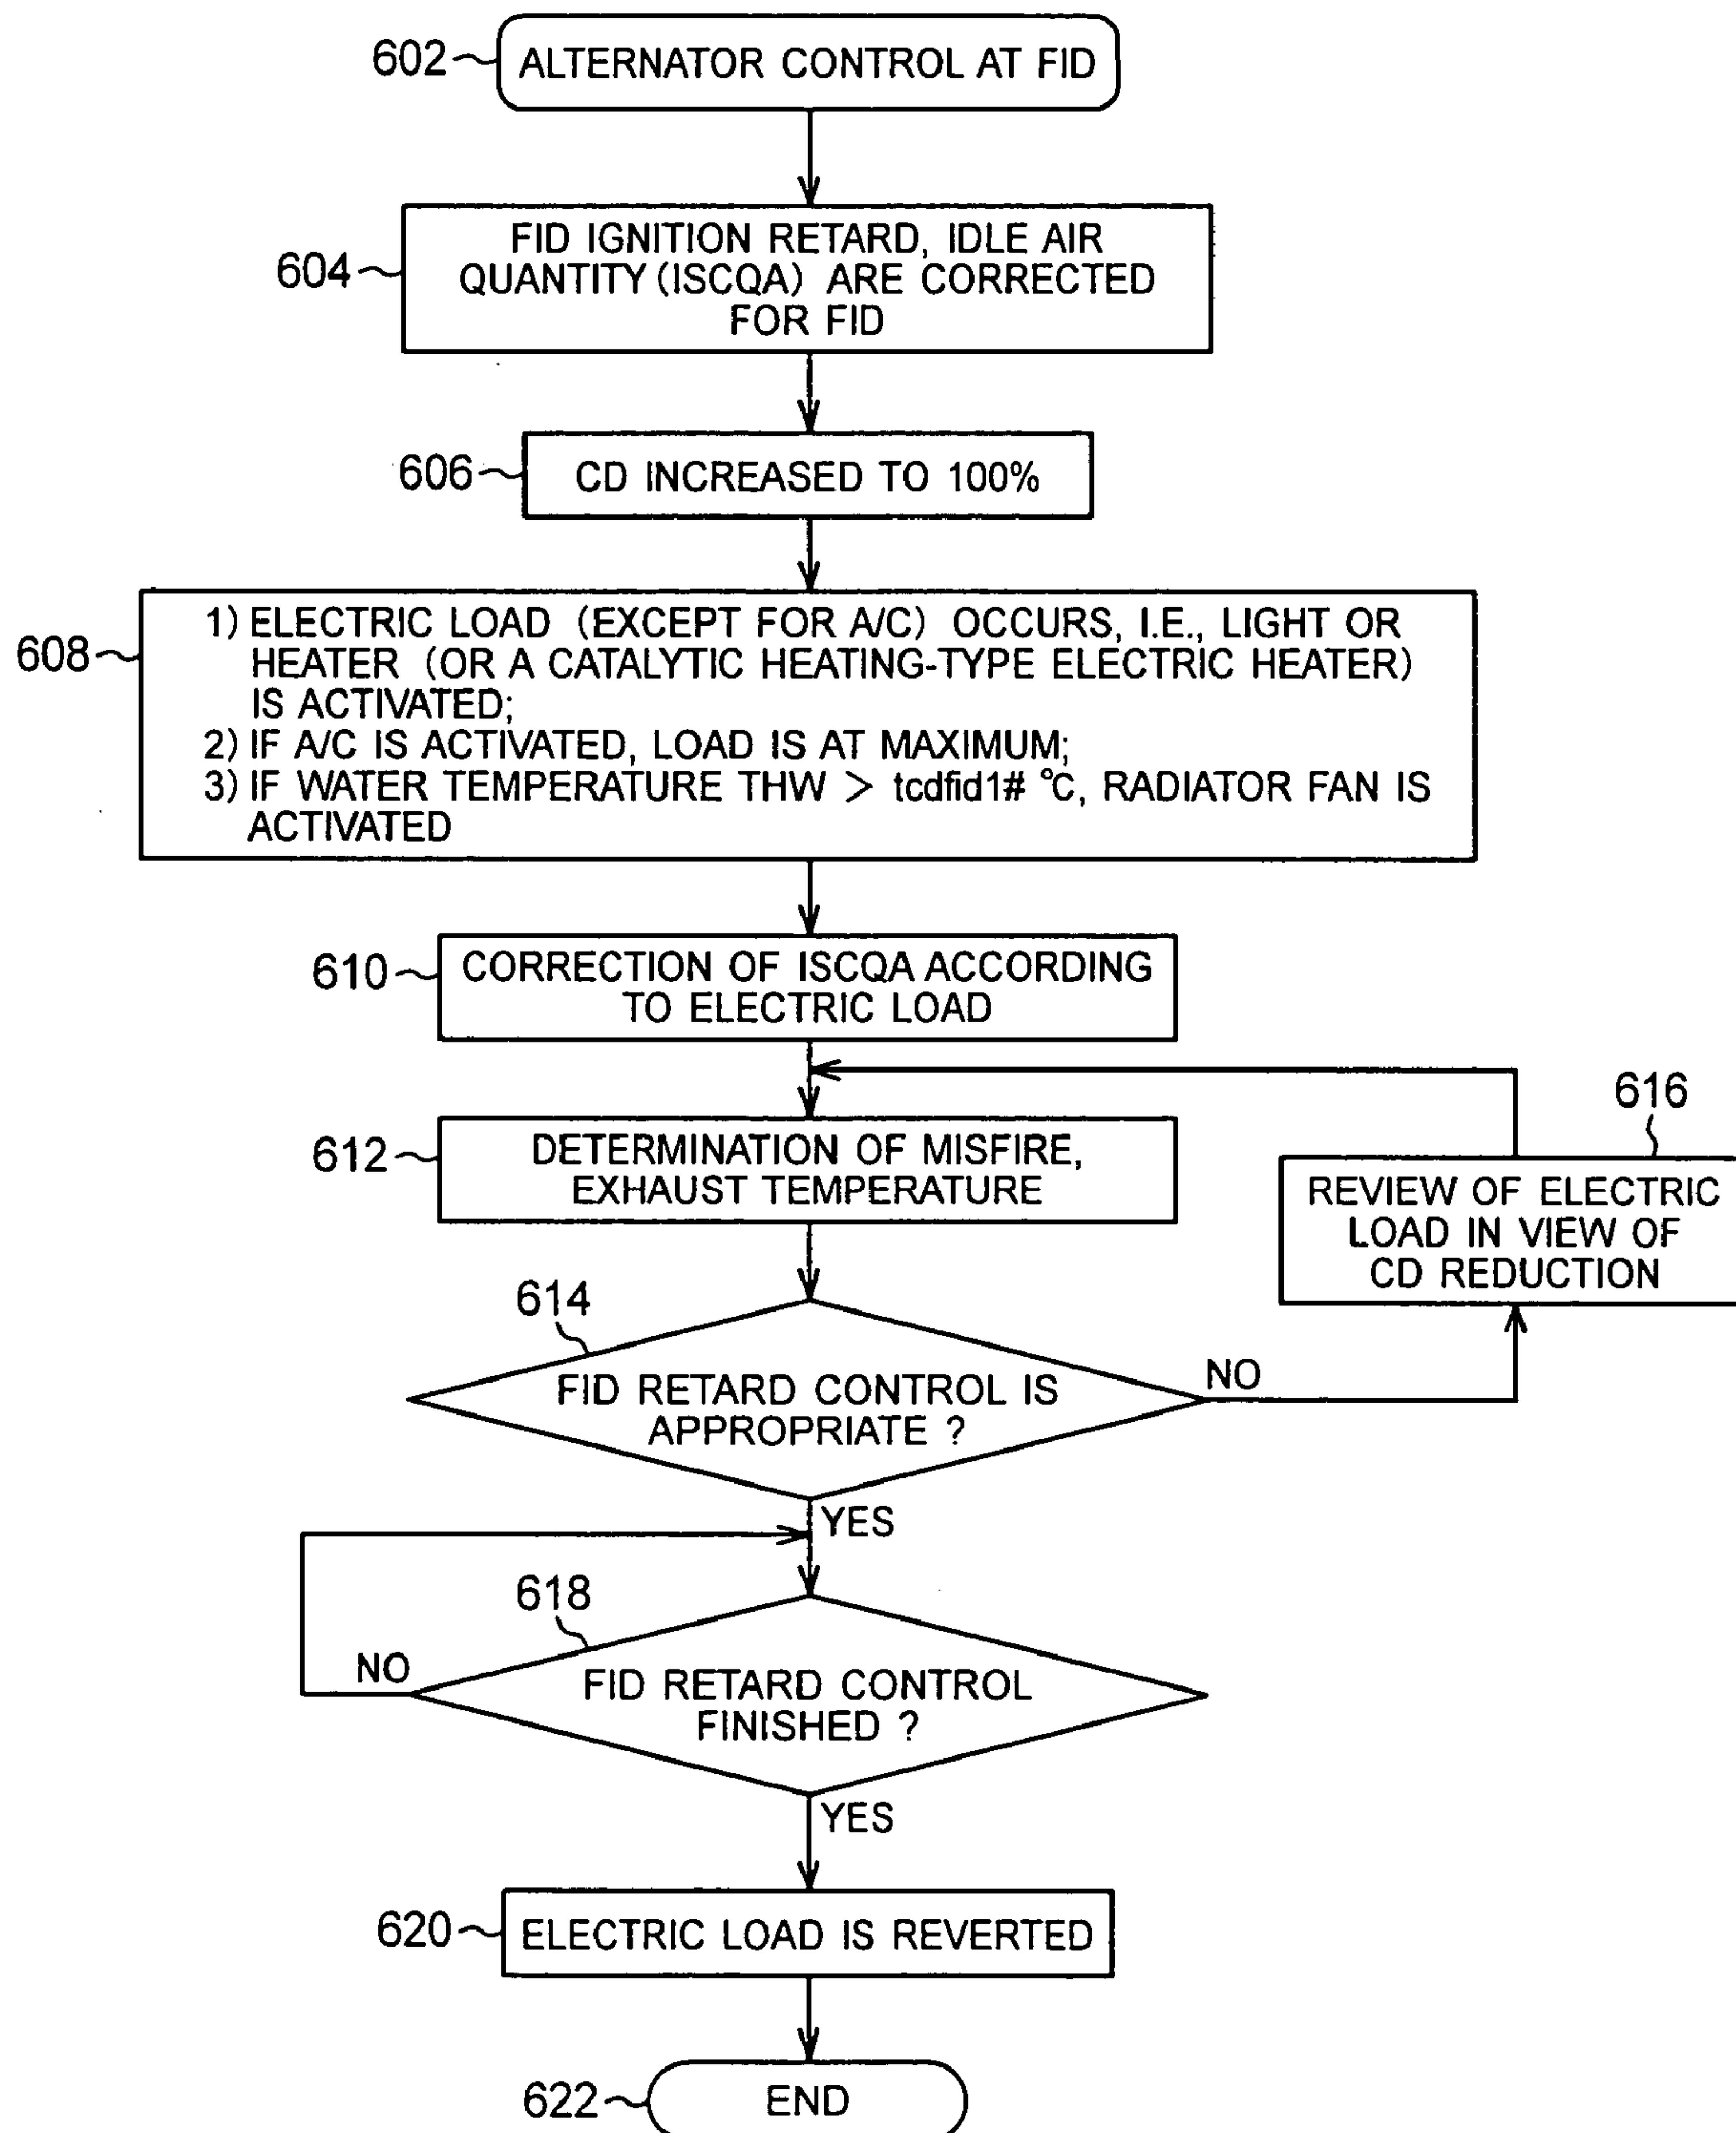 602
ALTERNATOR CONTROL AT FID
604
FID IGNITION RETARD, IDLE AIR
QUANTITY (ISCQA) ARE CORRECTED
FOR FID
606
CD INCREASED TO 100%
608
1) ELECTRIC LOAD (EXCEPT FOR A/C) OCCURS, I.E., LIGHT OR
HEATER (OR A CATALYTIC HEATING-TYPE ELECTRIC HEATER)
IS ACTIVATED;
2) IF A/C IS ACTIVATED, LOAD IS AT MAXIMUM;
3) IF WATER TEMPERATURE THW > tcdfid1# °C, RADIATOR FAN IS
ACTIVATED
610
CORRECTION OF ISCQA ACCORDING
TO ELECTRIC LOAD
612
DETERMINATION OF MISFIRE,
EXHAUST TEMPERATURE
616
REVIEW OF ELECTRIC
LOAD IN VIEW OF
CD REDUCTION
614
FID RETARD CONTROL IS
APPROPRIATE ?
NO
YES
618
FID RETARD CONTROL
FINISHED ?
NO
YES
620
ELECTRIC LOAD IS REVERTED
622
END